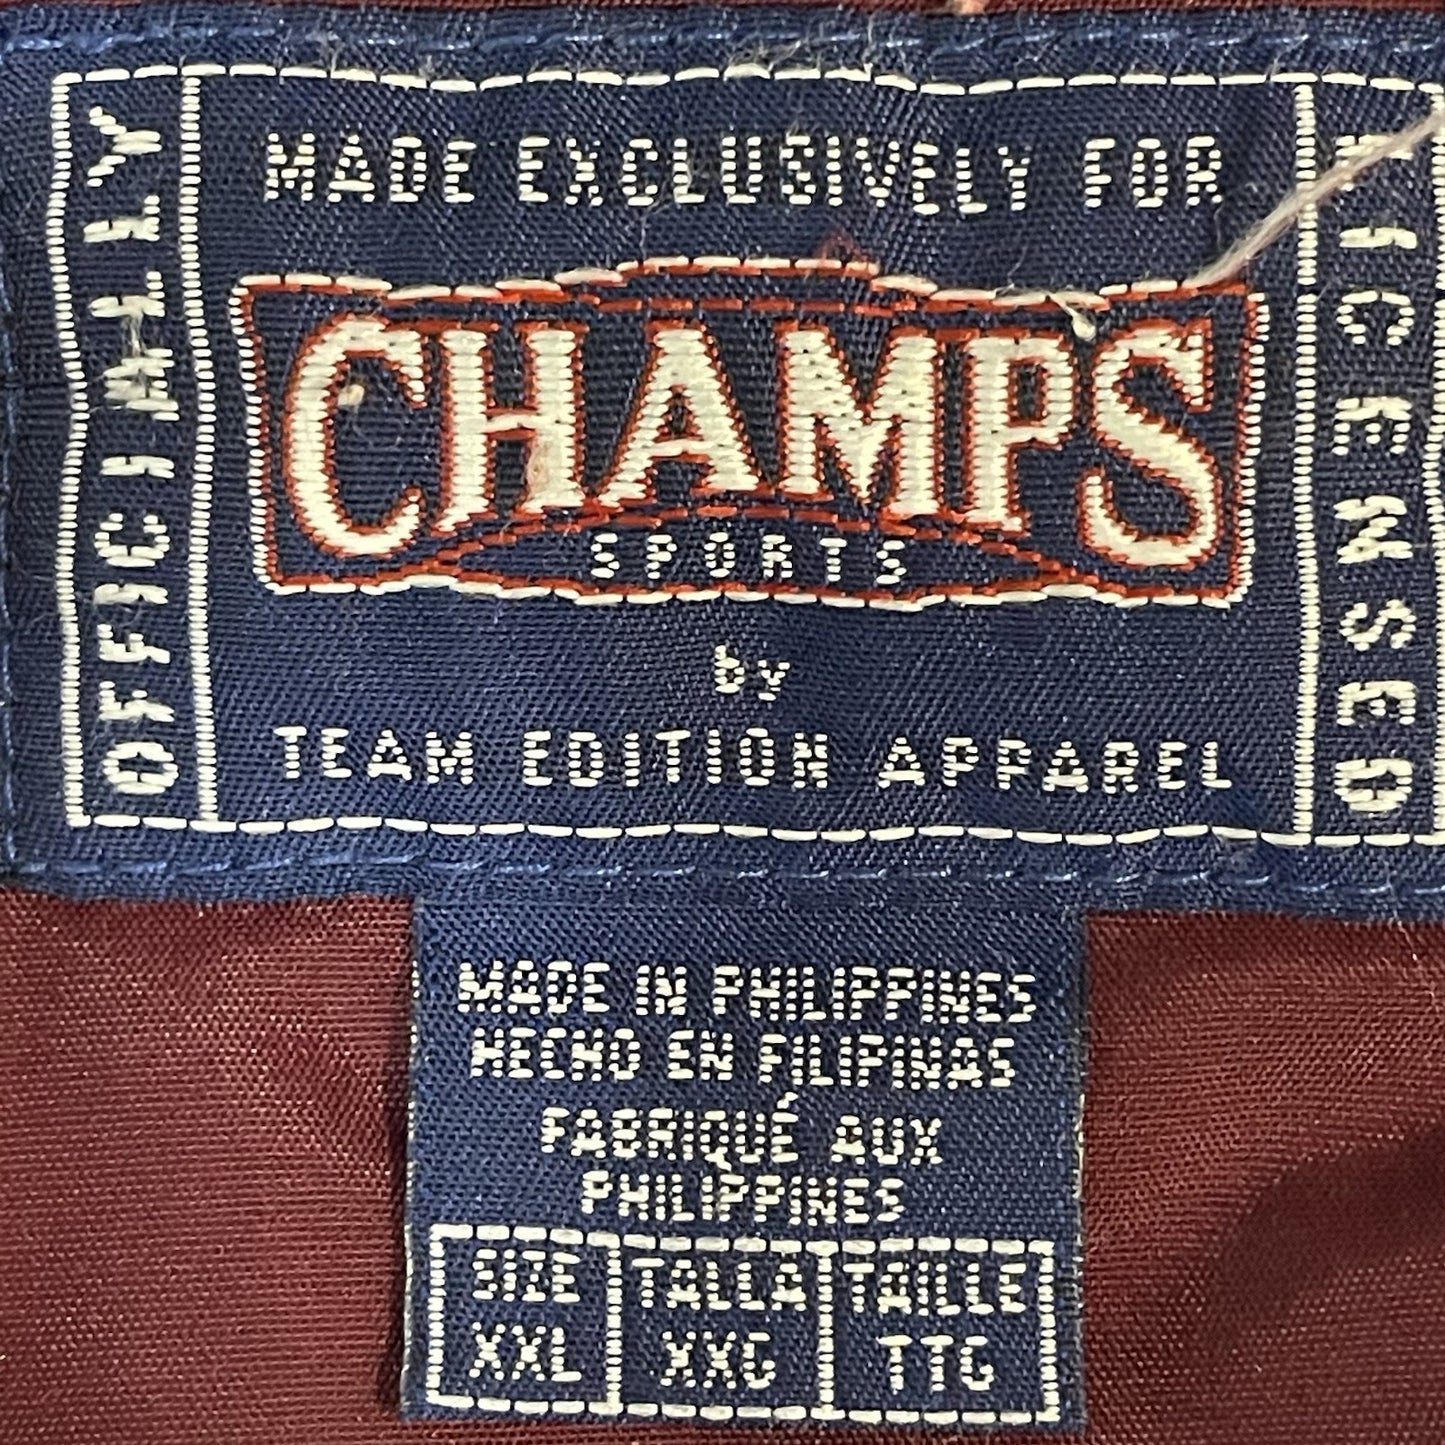 OFFICIALLY
MADE EXCLUSIVELY FOR
CHAMPS
SPORTS
by
TEAM EDITION APPAREL
LICENSED
MADE IN PHILIPPINES
HECHO EN FILIPINAS
FABRIQUÉ AUX
PHILIPPINES
SIZE TALLA TAILLE
XXL XXG TTG